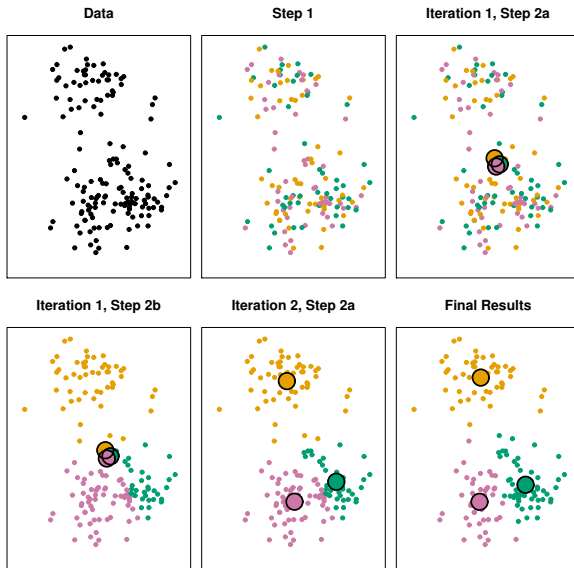 Data
Step 1
Iteration 1, Step 2a
Iteration 1, Step 2b
Iteration 2, Step 2a
Final Results